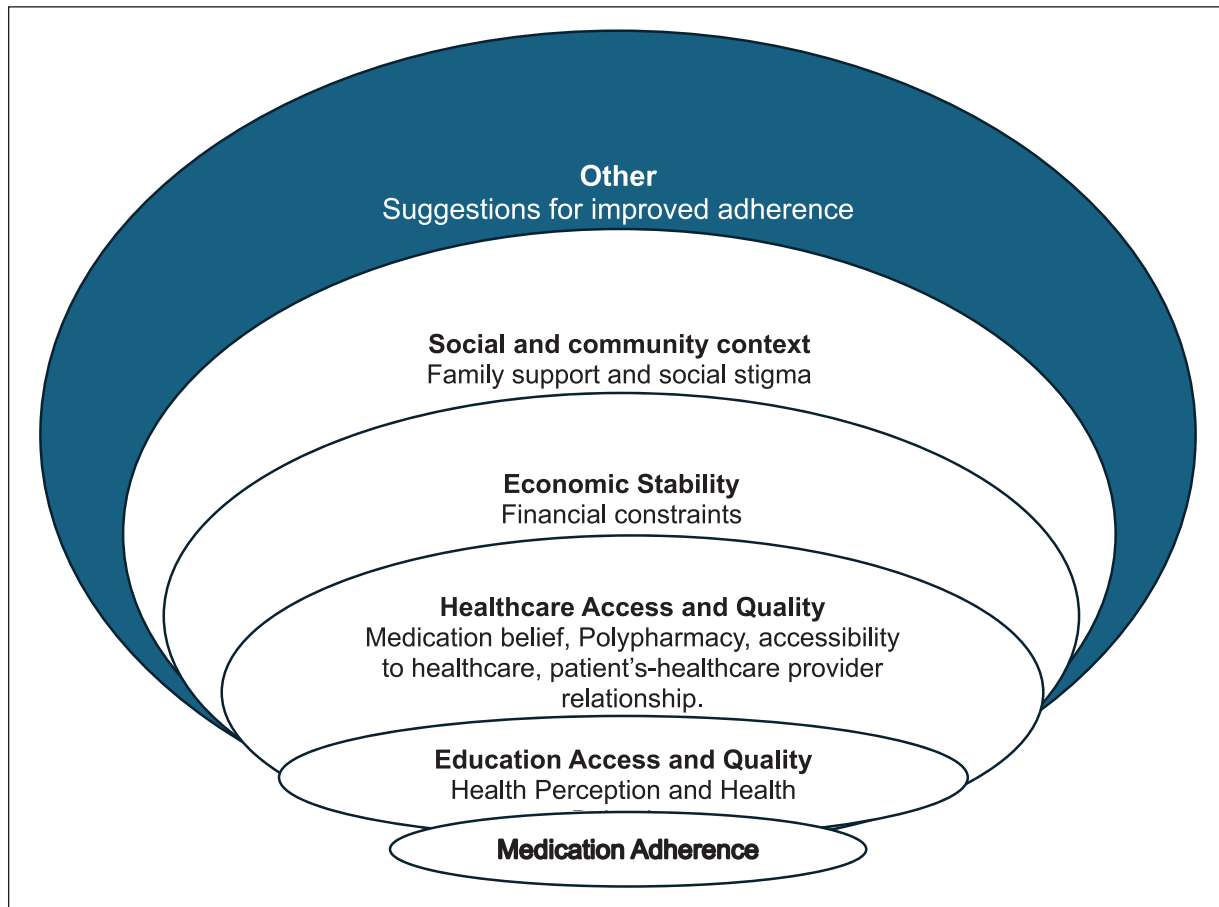 Other
Suggestions for improved adherence
Social and community context
Family support and social stigma
Economic Stability
Financial constraints
Healthcare Access and Quality
Medication belief, Polypharmacy, accessibility
to healthcare, patient’s-healthcare provider
relationship.
Education Access and Quality
Health Perception and Health
Medication Adherence